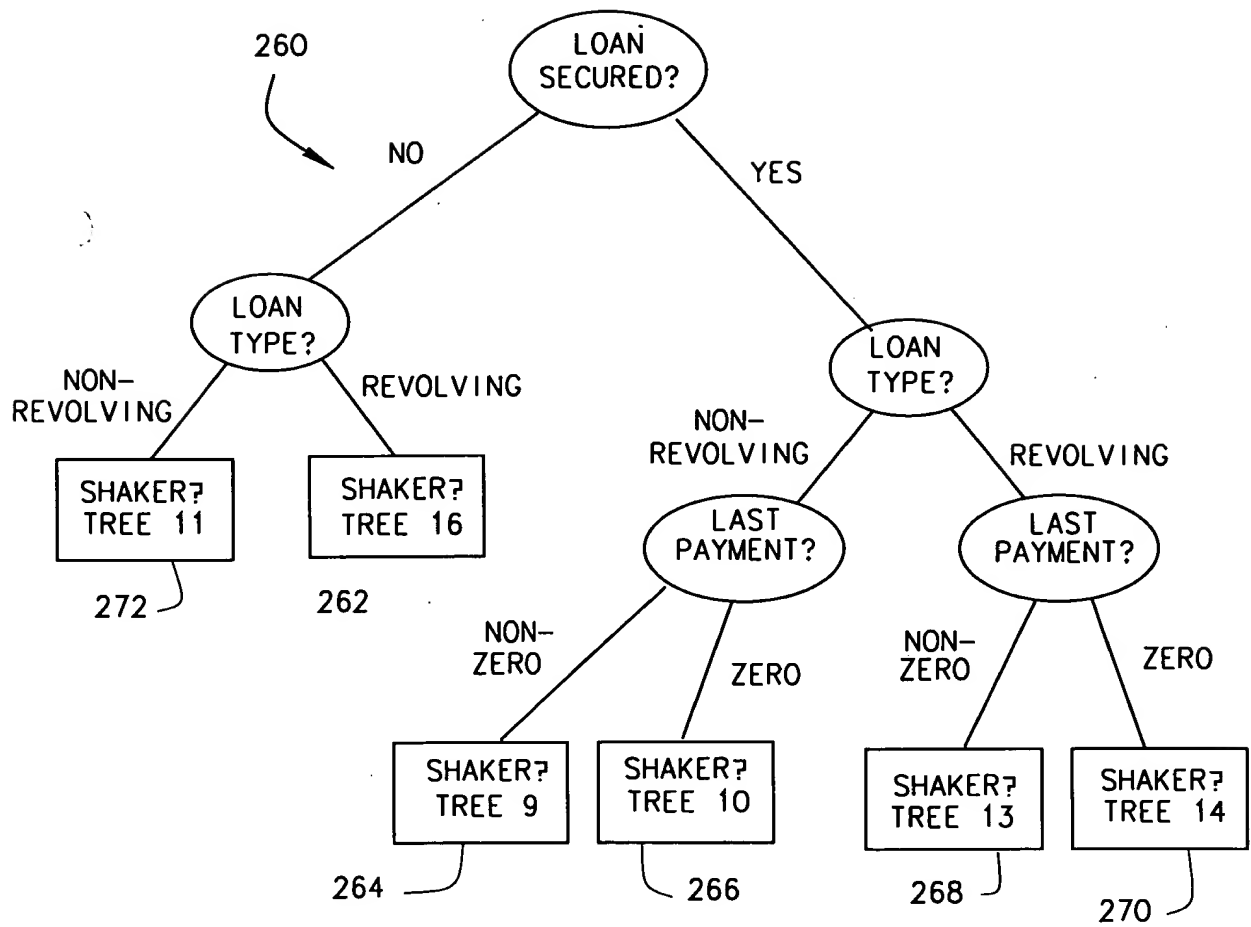 260
LOAN
SECURED?
NO
YES
LOAN
TYPE?
LOAN
TYPE?
NON-
REVOLVING
REVOLVING
NON-
REVOLVING
REVOLVING
SHAKER?
TREE 11
SHAKER?
TREE 16
LAST
PAYMENT?
LAST
PAYMENT?
272
262
NON-
ZERO
ZERO
NON-
ZERO
ZERO
SHAKER?
TREE 9
SHAKER?
TREE 10
SHAKER?
TREE 13
SHAKER?
TREE 14
264
266
268
270